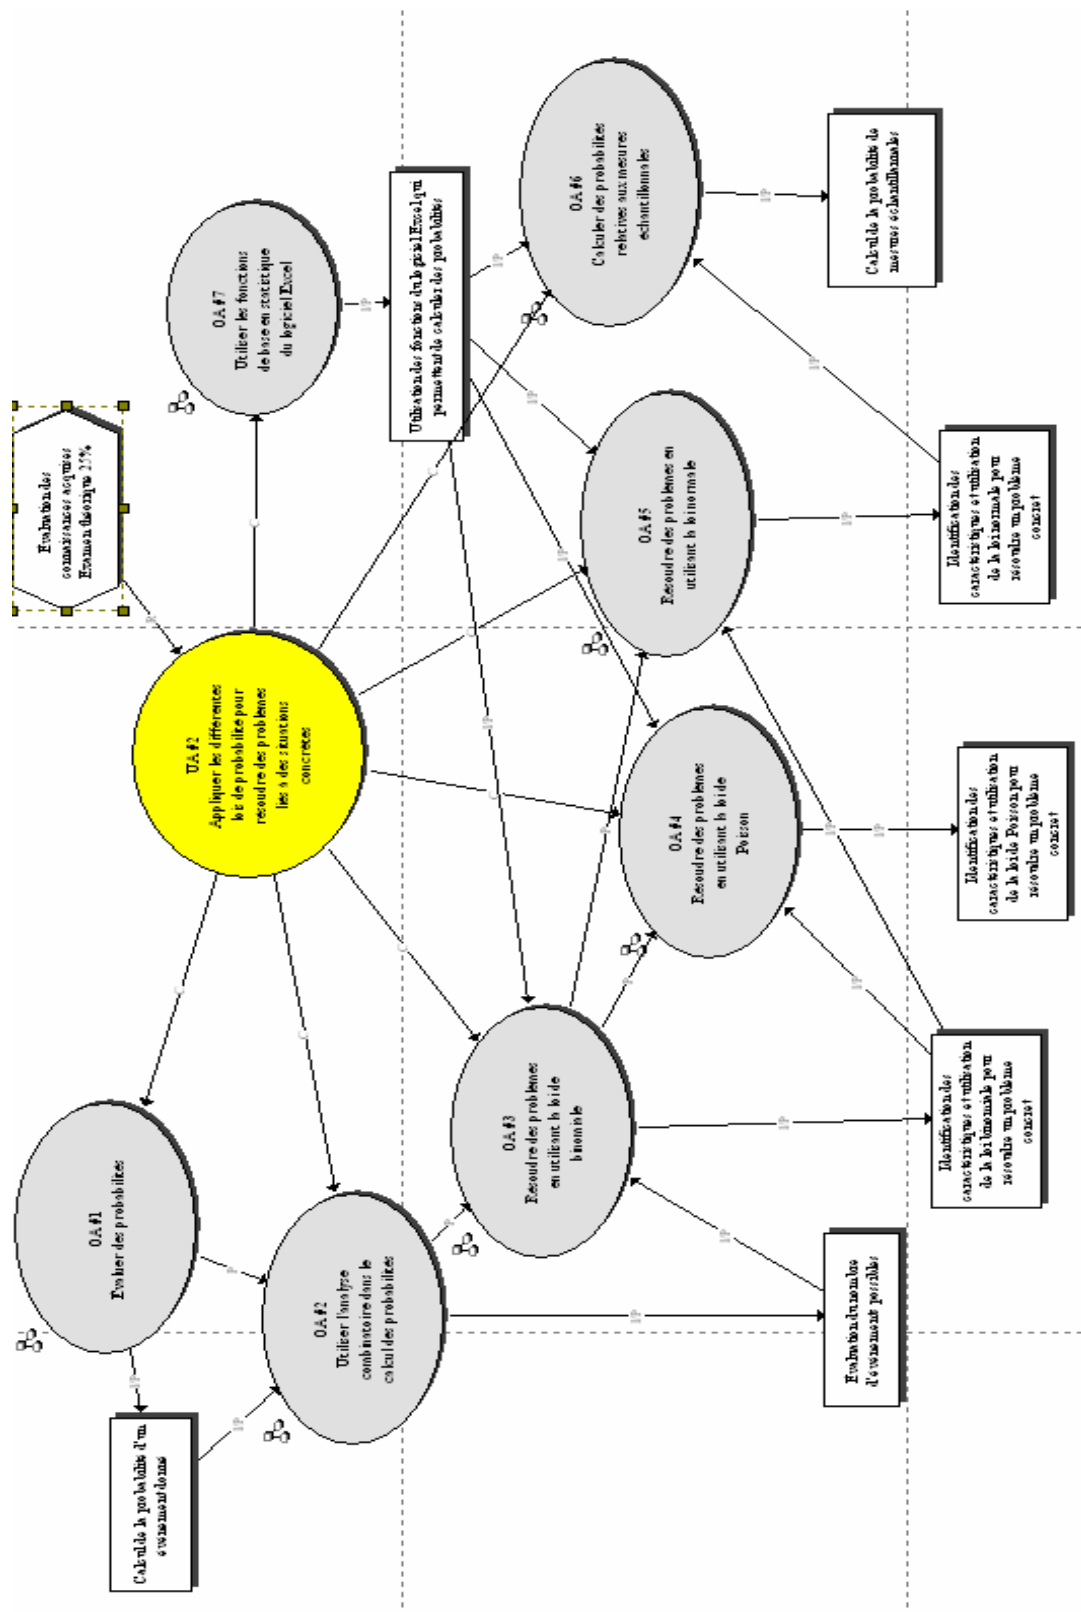 Evaluation des
connaissances acquises
Examen théorique 25%
R
OA #1
Evaluer des probabilités
UA #2
Appliquer les différentes
lois de probabilité pour
résoudre des problèmes
liés à des situations
concrètes
OA #7
Utiliser les fonctions
de base en statistique
du logiciel Excel
Calcul de la probabilité d'un
événement donné
I/P
I/P
P
C
C
C
C
C
C
C
I/P
OA #2
Utiliser l'analyse
combinatoire dans le
calcul des probabilités
Utilisation des fonctions du logiciel Excel qui
permettent de calculer des probabilités
P
I/P
I/P
I/P
I/P
OA #3
Résoudre des problèmes
en utilisant la loi de
binomiale
OA #4
Résoudre des problèmes
en utilisant la loi de
Poisson
OA #5
Résoudre des problèmes en
utilisant la loi normale
OA #6
Calculer des probabilités
relatives aux mesures
échantillonnales
P
P
I/P
I/P
I/P
I/P
I/P
I/P
I/P
I/P
I/P
Evaluation du nombre
d'événement possibles
Identification des
caractéristiques et utilisation
de la loi binomiale pour
résoudre un problème
concret
Identification des
caractéristiques et utilisation
de la loi de Poisson pour
résoudre un problème
concret
Identification des
caractéristiques et utilisation
de la loi normale pour
résoudre un problème
concret
Calcul de la probabilité de
mesures échantillonnales